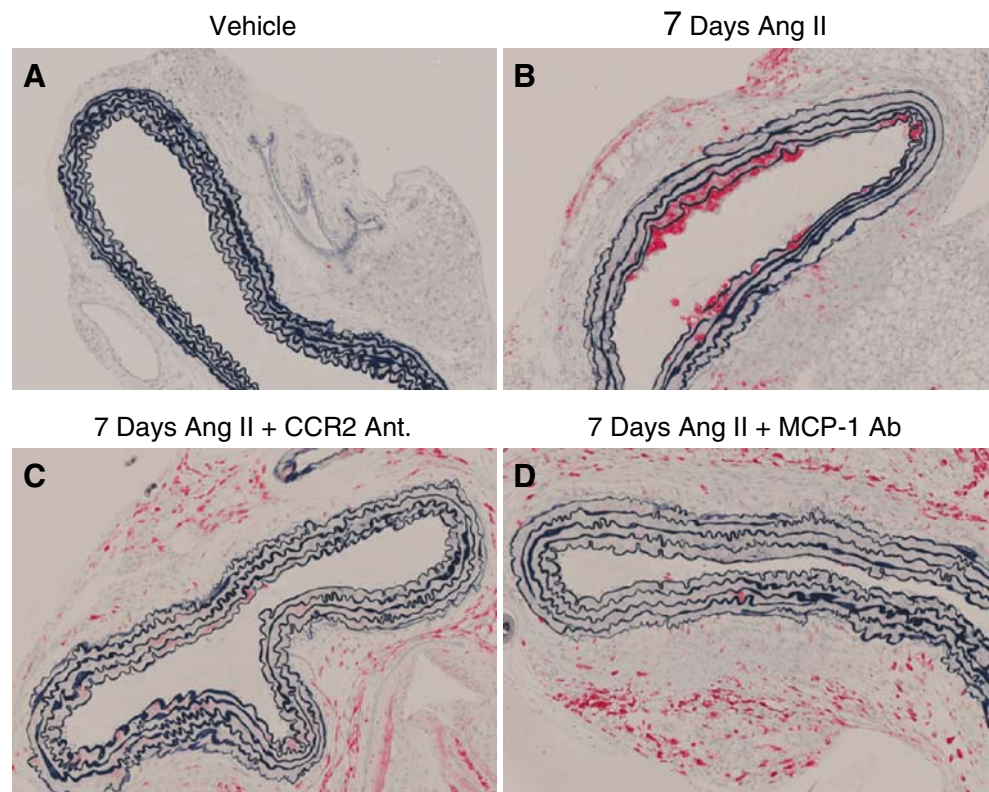 Vehicle
7 Days Ang II
A
B
7 Days Ang II + CCR2 Ant.
7 Days Ang II + MCP-1 Ab
C
D